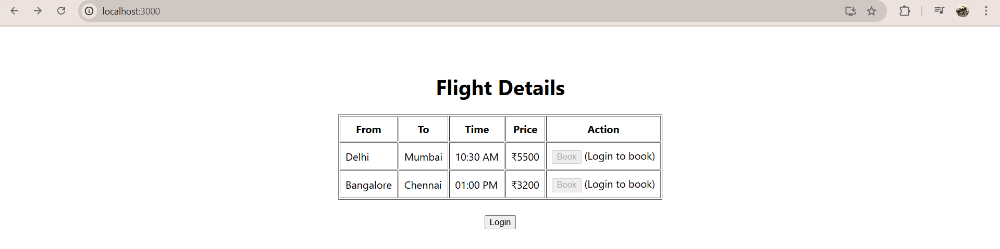 localhost:3000
Flight Details
From To Time Price Action
Delhi Mumbai 10:30 AM ₹5500 Book (Login to book)
Bangalore Chennai 01:00 PM ₹3200 Book (Login to book)
Login